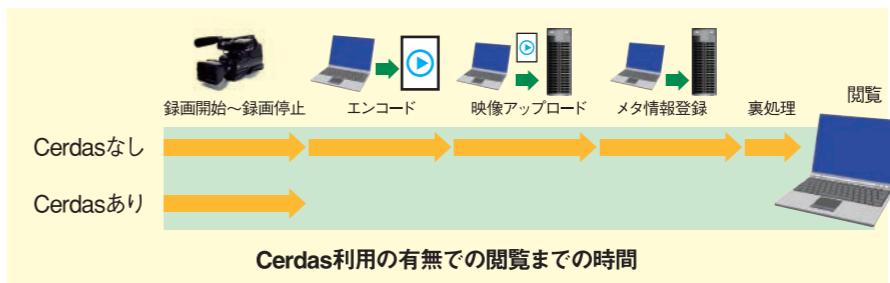 録画開始～録画停止
エンコード
映像アップロード
メタ情報登録
裏処理
閲覧
Cerdasなし
Cerdasあり
Cerdas利用の有無での閲覧までの時間